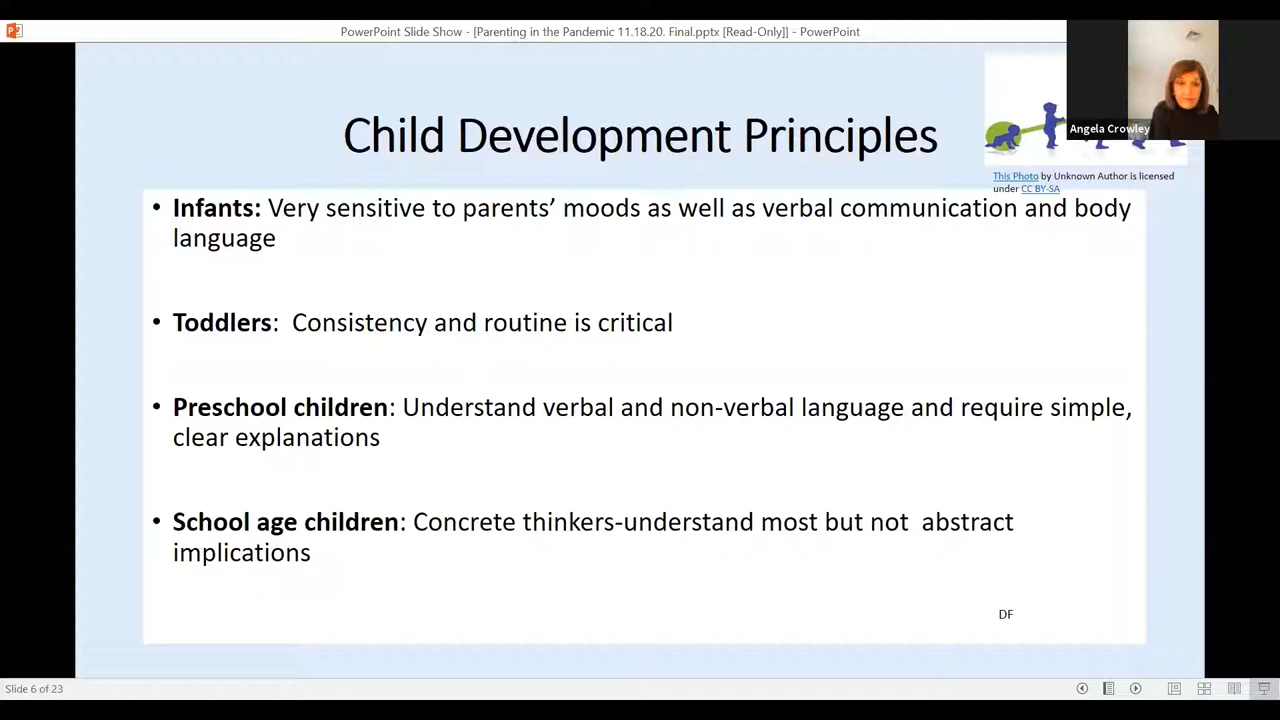 PowerPoint Slide Show - [Parenting in the Pandemic 11.18.20. Final.pptx [Read-Only]] - PowerPoint
Angela Crowley
Child Development Principles
This Photo by Unknown Author is licensed
under CC BY-SA
• Infants: Very sensitive to parents’ moods as well as verbal communication and body
language
• Toddlers:  Consistency and routine is critical
• Preschool children: Understand verbal and non-verbal language and require simple,
clear explanations
• School age children: Concrete thinkers-understand most but not  abstract
implications
DF
Slide 6 of 23